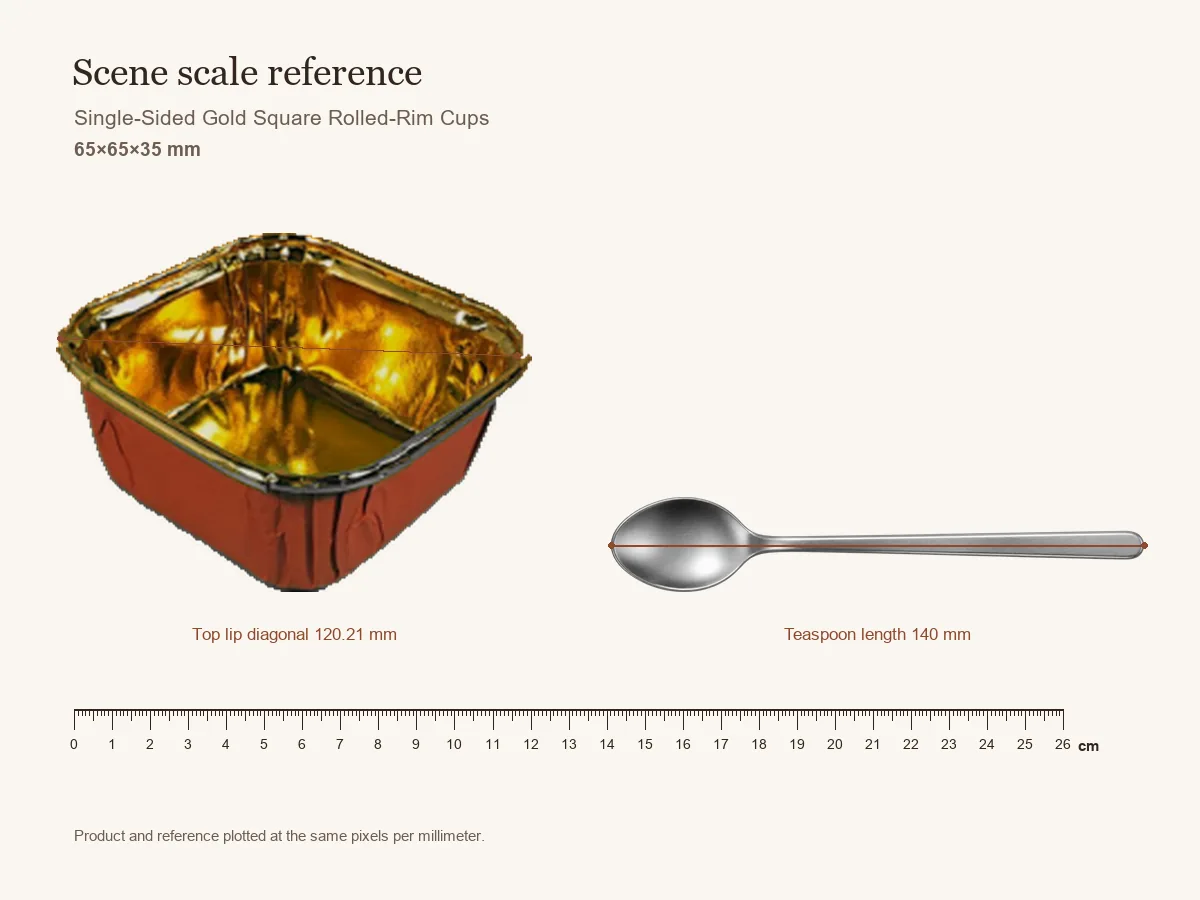 Scene scale reference
Single-Sided Gold Square Rolled-Rim Cups
65×65×35 mm
Top lip diagonal 120.21 mm
Teaspoon length 140 mm
0 1 2 3 4 5 6 7 8 9 10 11 12 13 14 15 16 17 18 19 20 21 22 23 24 25 26 cm
Product and reference plotted at the same pixels per millimeter.